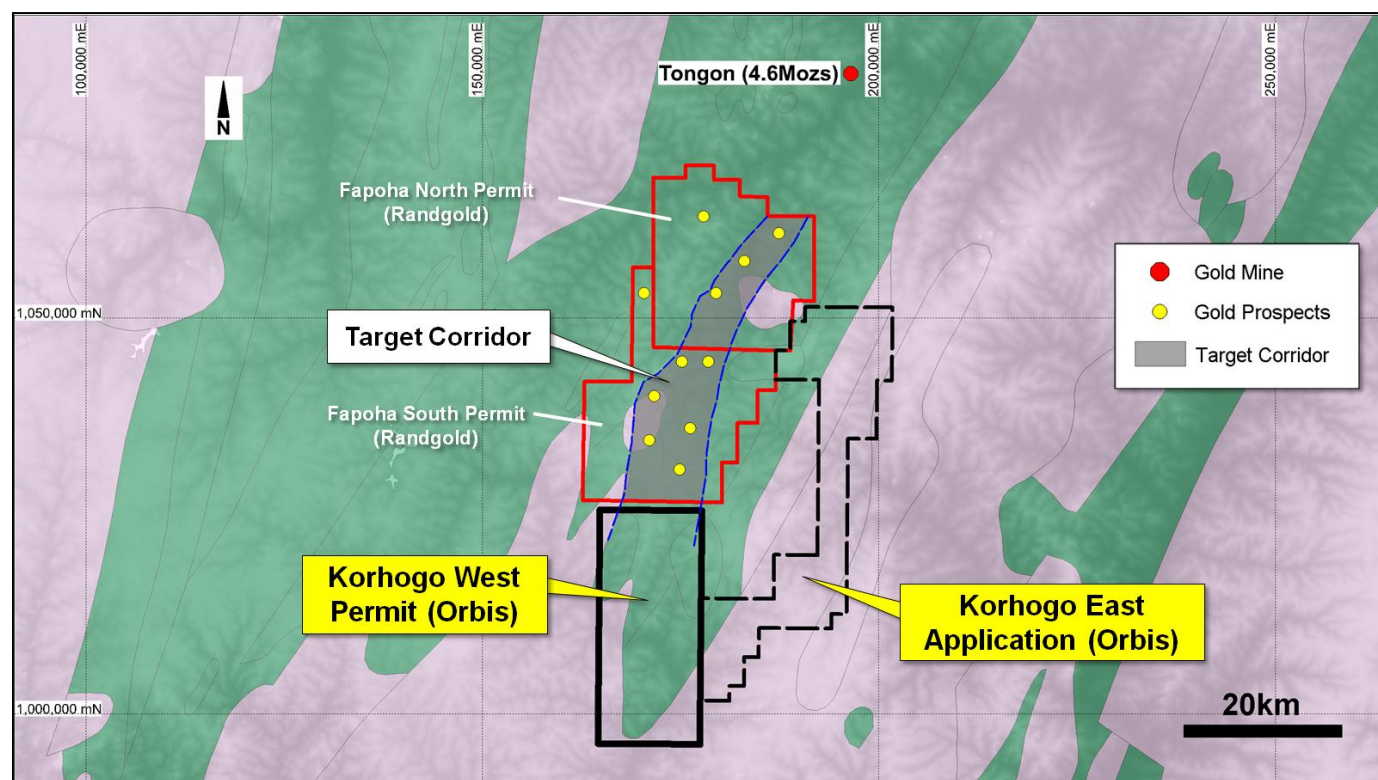 100,000 mE
150,000 mE
200,000 mE
250,000 mE
Tongon (4.6Mozs)
N
Fapoha North Permit
(Randgold)
Gold Mine
Gold Prospects
Target Corridor
1,050,000 mN
Target Corridor
Fapoha South Permit
(Randgold)
Korhogo West
Permit (Orbis)
Korhogo East
Application (Orbis)
1,000,000 mN
20km